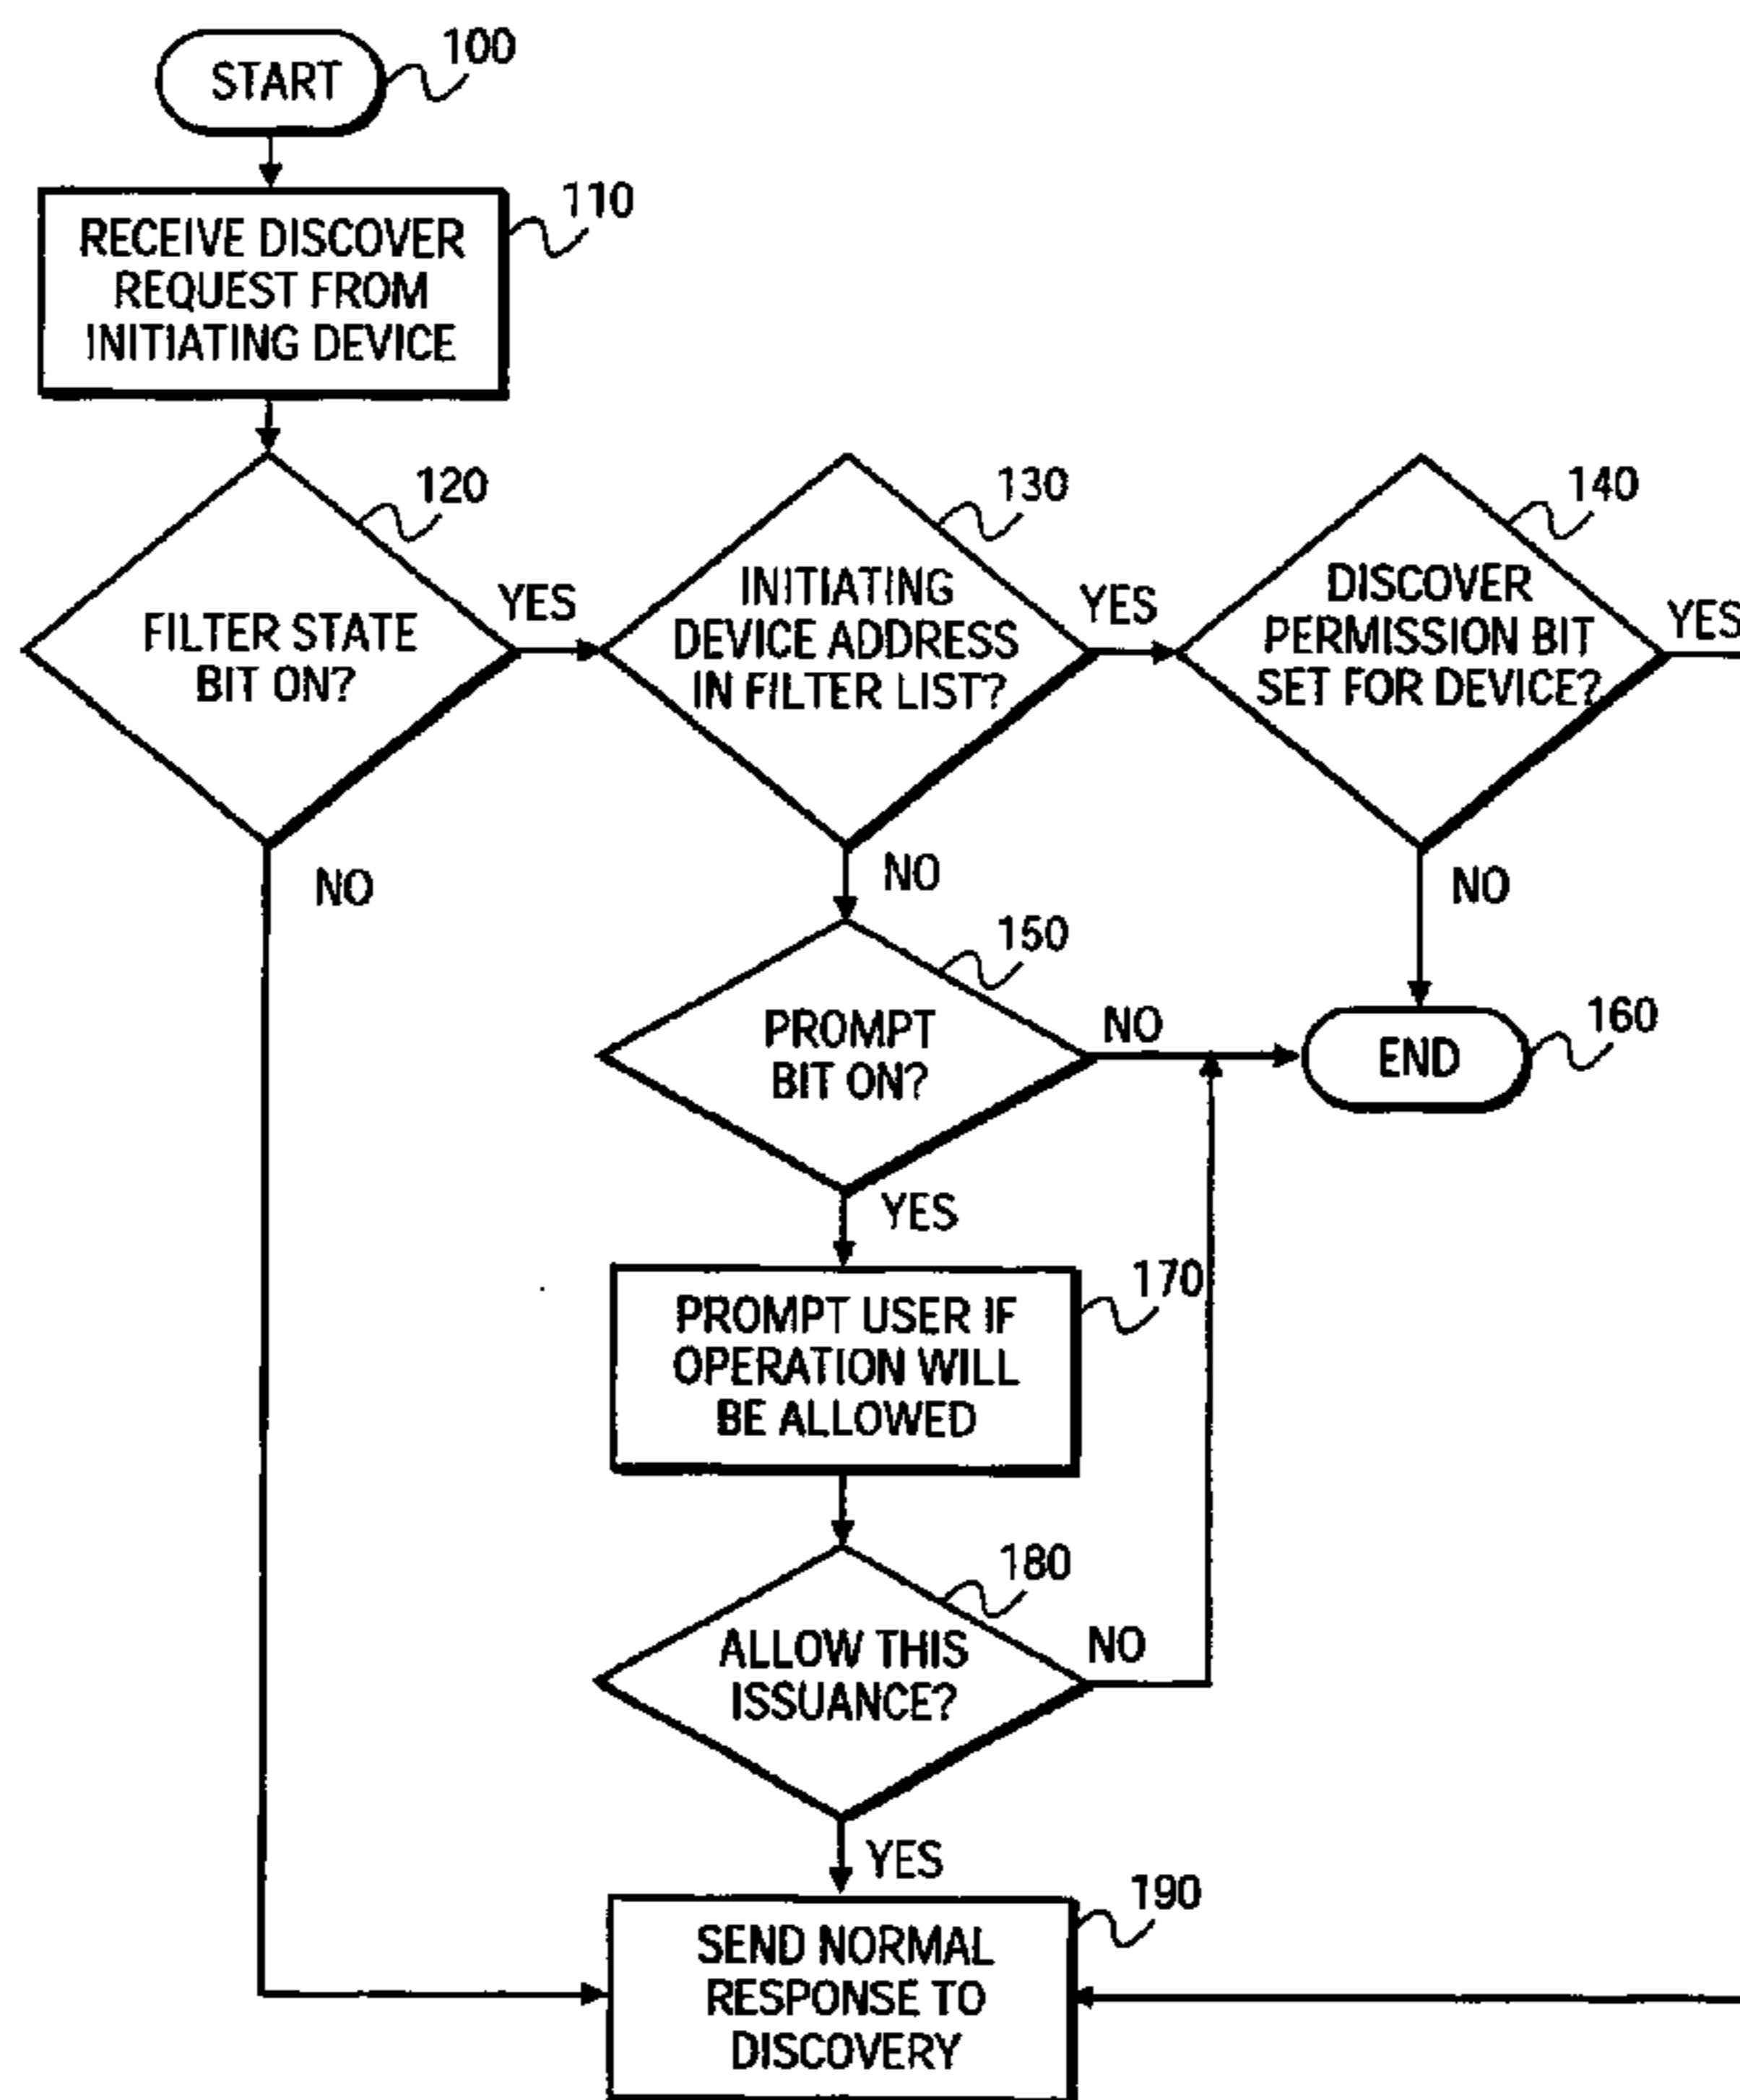 START
100
RECEIVE DISCOVER
REQUEST FROM
INITIATING DEVICE
110
FILTER STATE
BIT ON?
120
YES
NO
INITIATING
DEVICE ADDRESS
IN FILTER LIST?
130
YES
NO
DISCOVER
PERMISSION BIT
SET FOR DEVICE?
140
YES
NO
PROMPT
BIT ON?
150
NO
YES
END
160
PROMPT USER IF
OPERATION WILL
BE ALLOWED
170
ALLOW THIS
ISSUANCE?
180
NO
YES
SEND NORMAL
RESPONSE TO
DISCOVERY
190